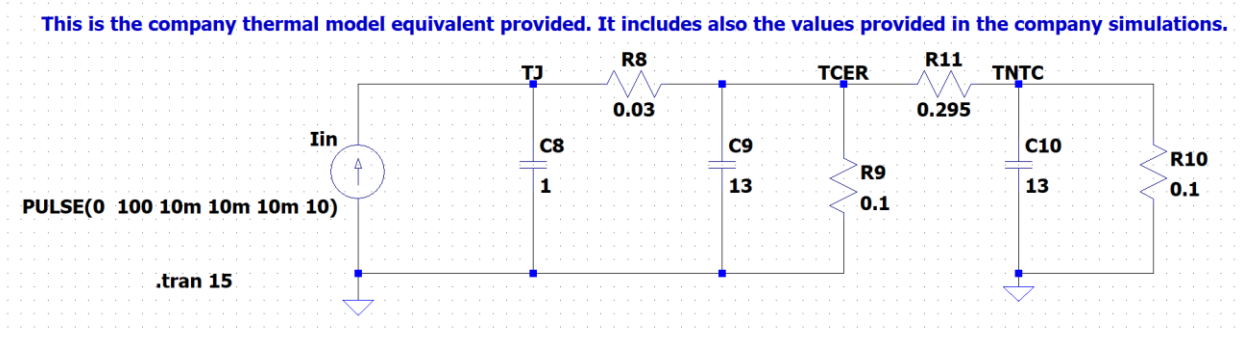 This is the company thermal model equivalent provided. It includes also the values provided in the company simulations.
R8
R11
TJ
TCER
TNTC
0.03
0.295
Iin
C8
C9
C10
R9
R10
1
13
0.1
13
0.1
PULSE(0 100 10m 10m 10m 10)
.tran 15